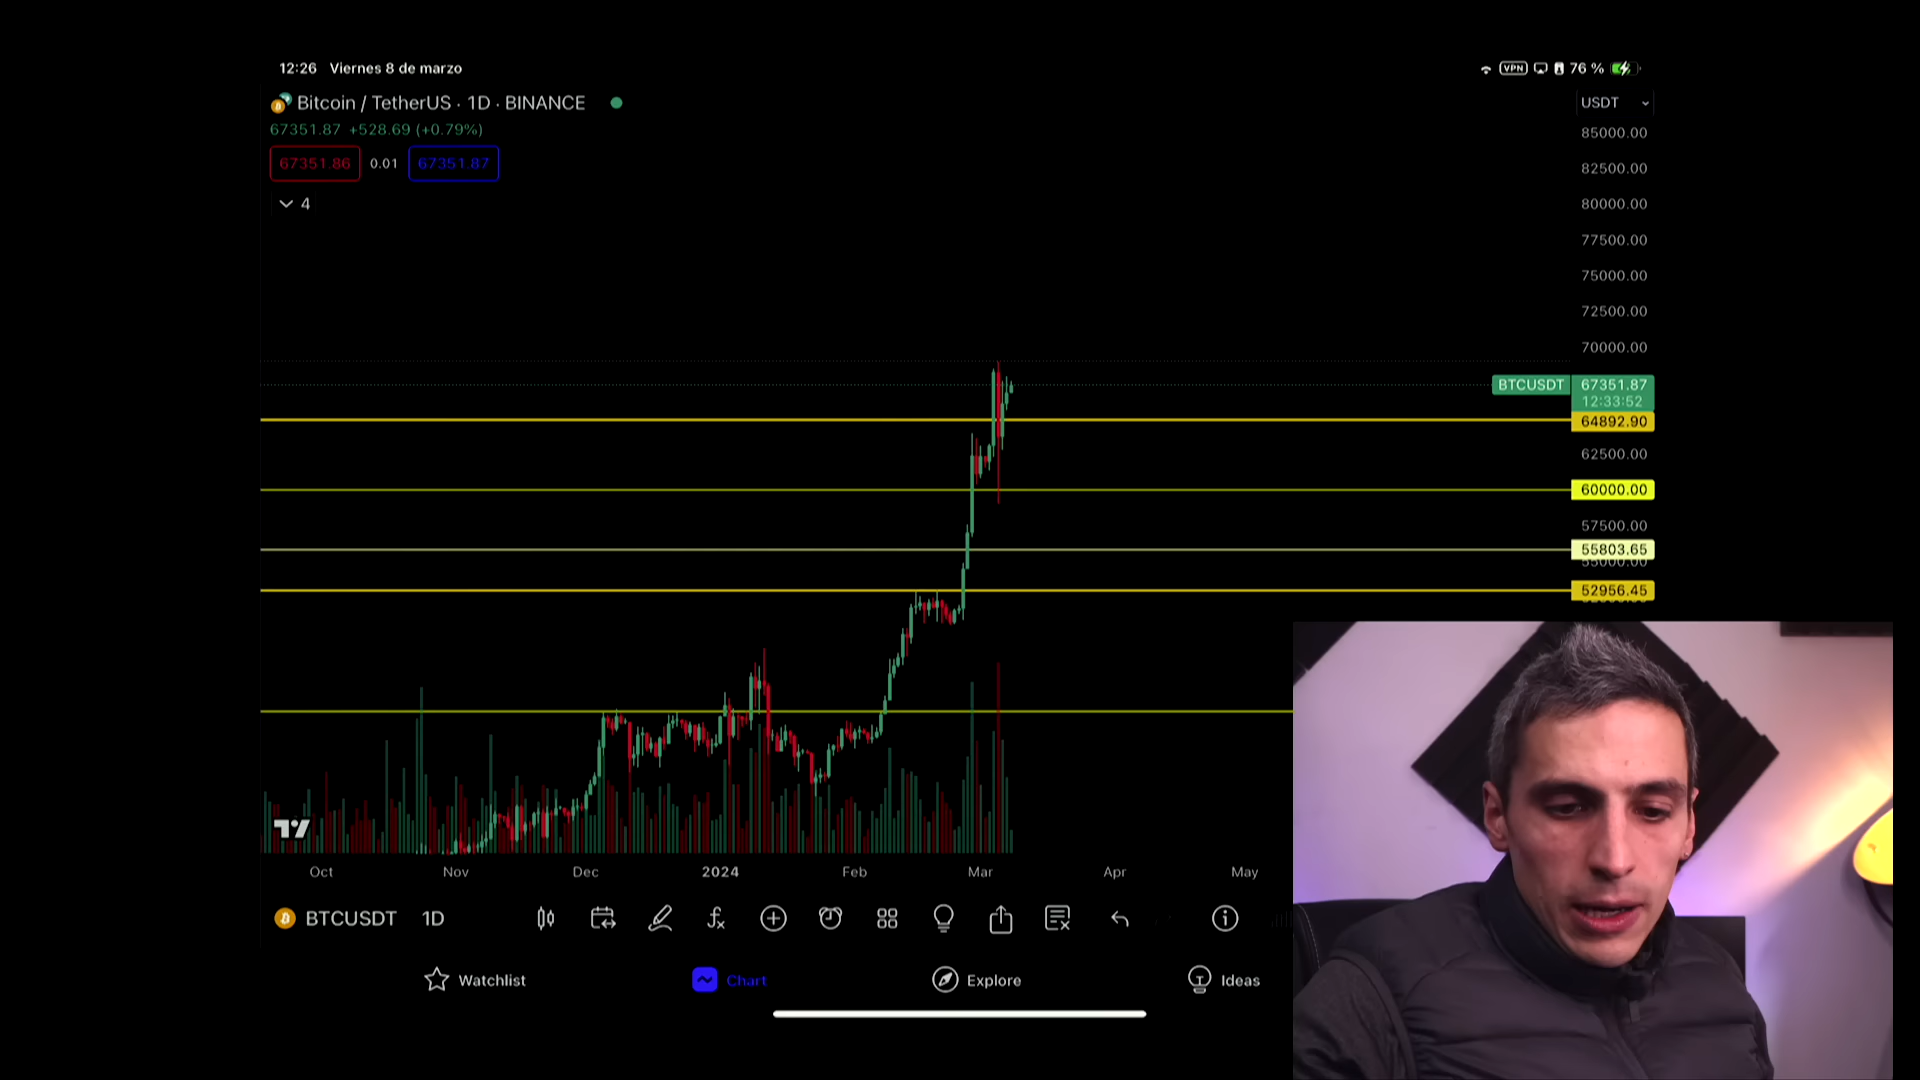 12:26 Viernes 8 de marzo
VPN 76 %
Bitcoin / TetherUS · 1D · BINANCE
USDT
67351.87 +528.69 (+0.79%)
67351.86 0.01 67351.87
4
85000.00
82500.00
80000.00
77500.00
75000.00
72500.00
70000.00
BTCUSDT 67351.87
12:33:52
64892.90
62500.00
60000.00
57500.00
55803.65
55000.00
52956.45
Oct Nov Dec 2024 Feb Mar Apr May
BTCUSDT 1D
Watchlist Chart Explore Ideas